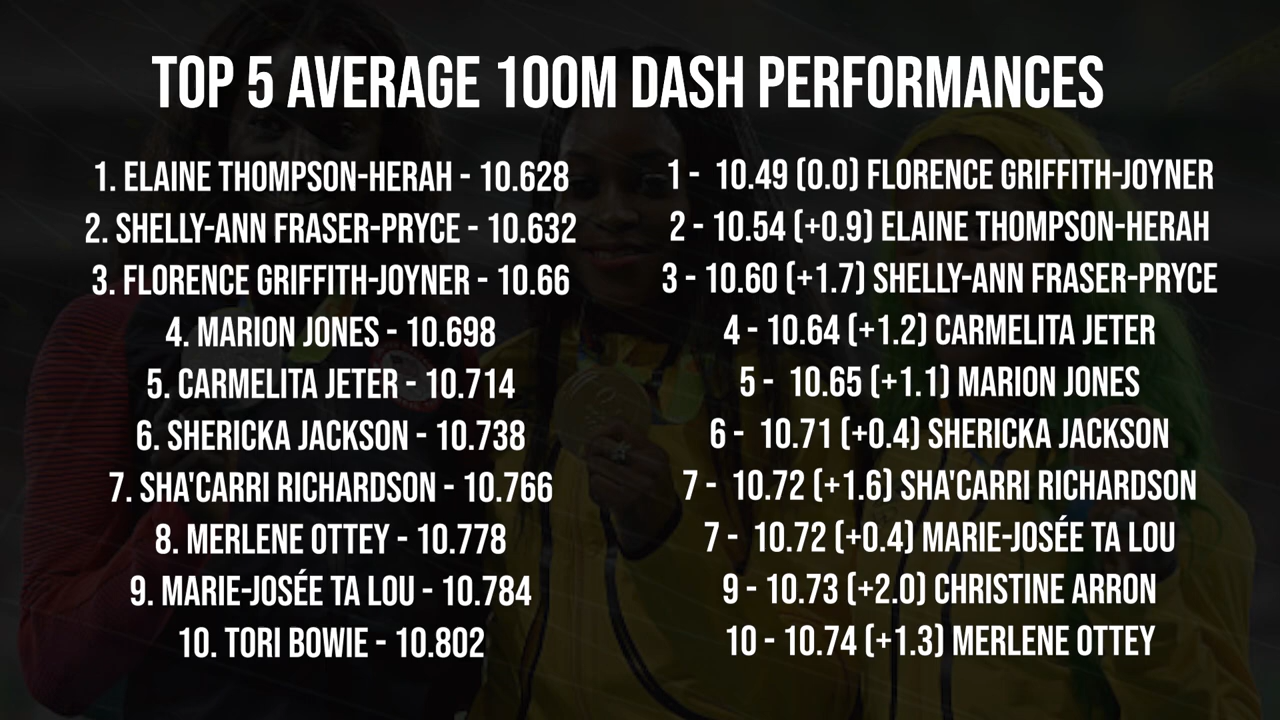 TOP 5 AVERAGE 100M DASH PERFORMANCES
1. ELAINE THOMPSON-HERAH - 10.628
2. SHELLY-ANN FRASER-PRYCE - 10.632
3. FLORENCE GRIFFITH-JOYNER - 10.66
4. MARION JONES - 10.698
5. CARMELITA JETER - 10.714
6. SHERICKA JACKSON - 10.738
7. SHA'CARRI RICHARDSON - 10.766
8. MERLENE OTTEY - 10.778
9. MARIE-JOSÉE TA LOU - 10.784
10. TORI BOWIE - 10.802
1 - 10.49 (0.0) FLORENCE GRIFFITH-JOYNER
2 - 10.54 (+0.9) ELAINE THOMPSON-HERAH
3 - 10.60 (+1.7) SHELLY-ANN FRASER-PRYCE
4 - 10.64 (+1.2) CARMELITA JETER
5 - 10.65 (+1.1) MARION JONES
6 - 10.71 (+0.4) SHERICKA JACKSON
7 - 10.72 (+1.6) SHA'CARRI RICHARDSON
7 - 10.72 (+0.4) MARIE-JOSÉE TA LOU
9 - 10.73 (+2.0) CHRISTINE ARRON
10 - 10.74 (+1.3) MERLENE OTTEY